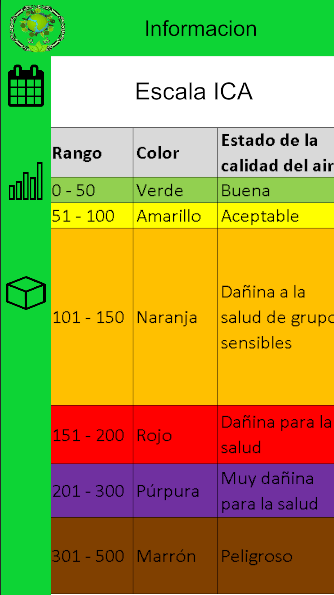 Informacion
Escala ICA
Rango Color Estado de la
calidad del air
0 - 50 Verde Buena
51 - 100 Amarillo Aceptable
101 - 150 Naranja Dañina a la
salud de grupo
sensibles
151 - 200 Rojo Dañina para la
salud
201 - 300 Púrpura Muy dañina
para la salud
301 - 500 Marrón Peligroso